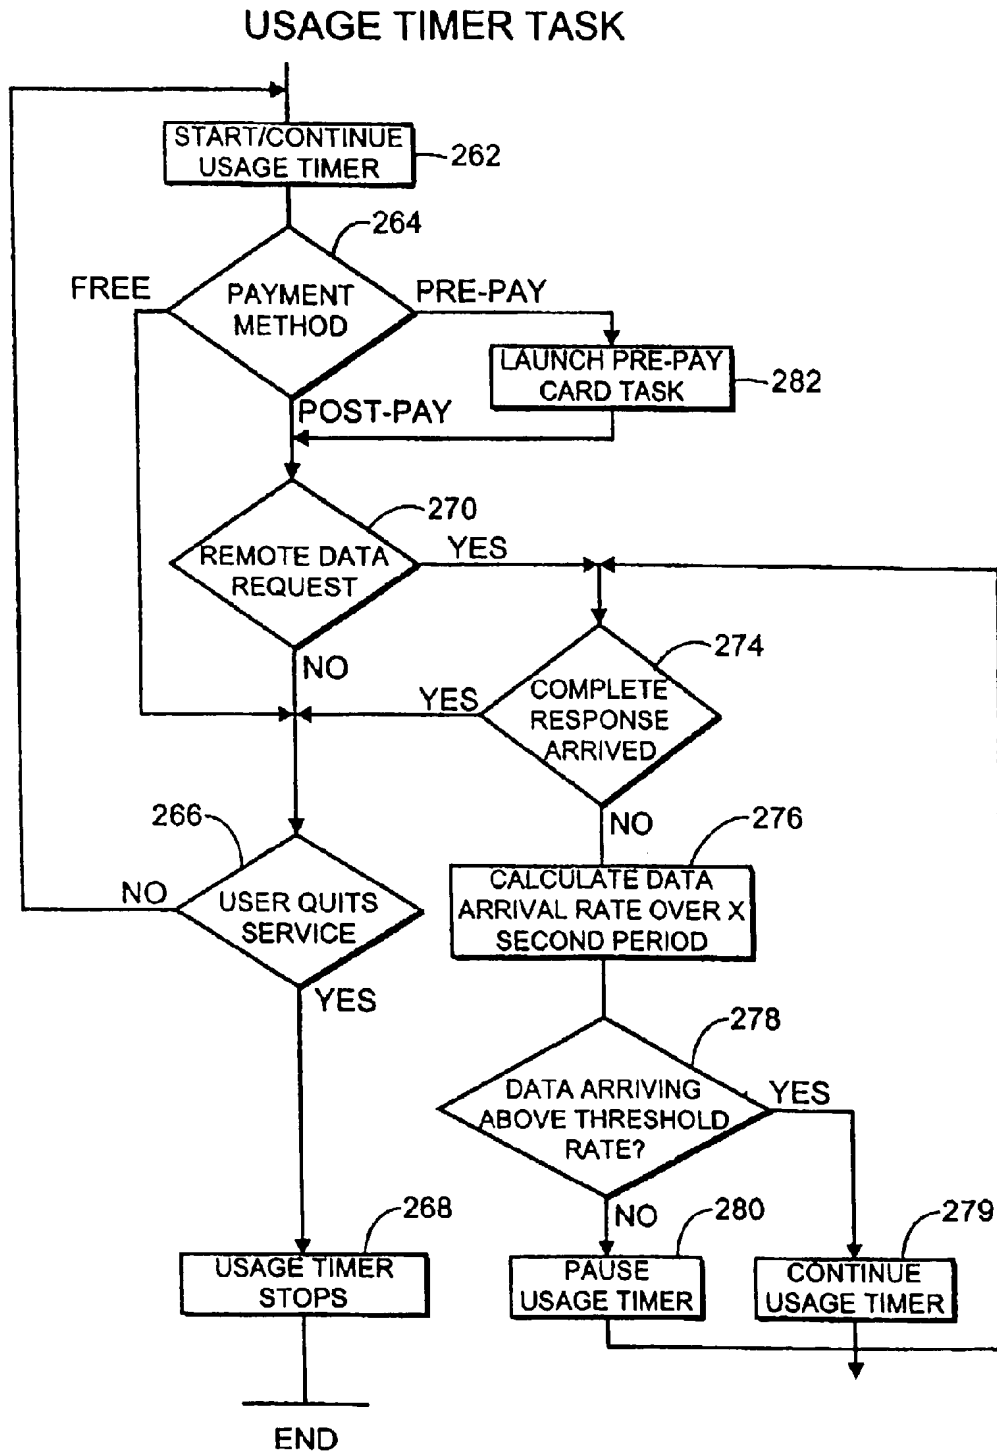 USAGE TIMER TASK
START/CONTINUE
USAGE TIMER
262
264
FREE
PAYMENT
METHOD
PRE-PAY
LAUNCH PRE-PAY
CARD TASK
282
POST-PAY
270
REMOTE DATA
REQUEST
YES
NO
274
YES
COMPLETE
RESPONSE
ARRIVED
NO
266
NO
USER QUITS
SERVICE
YES
276
CALCULATE DATA
ARRIVAL RATE OVER X
SECOND PERIOD
278
DATA ARRIVING
ABOVE THRESHOLD
RATE?
YES
NO
268
USAGE TIMER
STOPS
280
PAUSE
USAGE TIMER
279
CONTINUE
USAGE TIMER
END